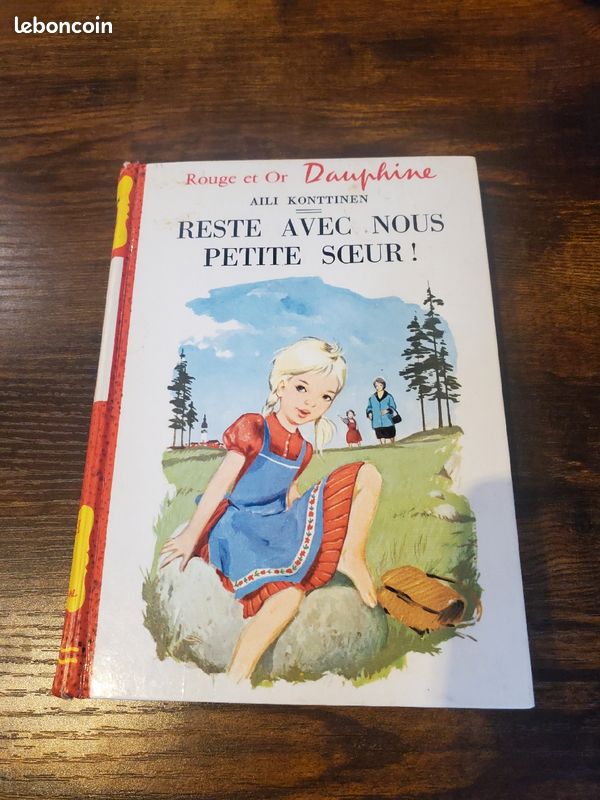 leboncoin
Rouge et Or Dauphine
AILI KONTTINEN
RESTE AVEC NOUS
PETITE SŒUR !